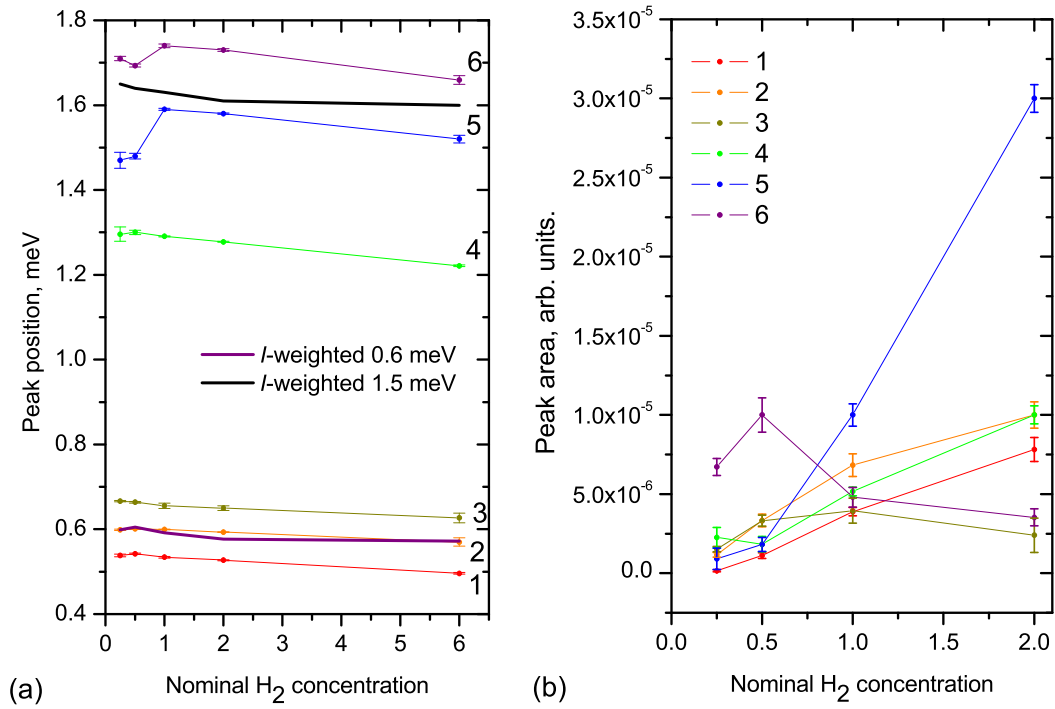 1.8
1.6
1.4
1.2
1.0
0.8
0.6
0.4
Peak position, meV
6
5
4
3
2
1
l-weighted 0.6 meV
l-weighted 1.5 meV
0 1 2 3 4 5 6
Nominal H₂ concentration
(a)
3.5x10⁻⁵
3.0x10⁻⁵
2.5x10⁻⁵
2.0x10⁻⁵
1.5x10⁻⁵
1.0x10⁻⁵
5.0x10⁻⁶
0.0
Peak area, arb. units.
1
2
3
4
5
6
0.0 0.5 1.0 1.5 2.0
Nominal H₂ concentration
(b)